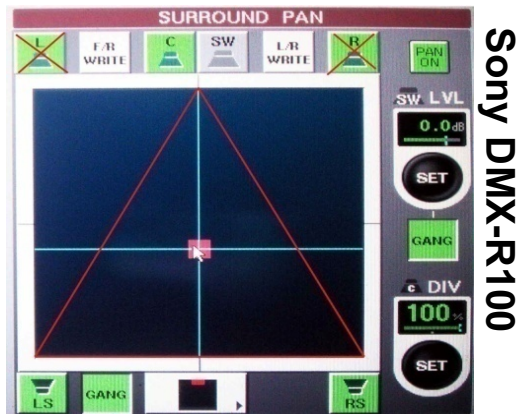 SURROUND PAN
L
F/R
WRITE
C
SW
L/R
WRITE
R
PAN
ON
SW LVL
0.0dB
SET
GANG
C DIV
100%
SET
LS
GANG
RS
Sony DMX-R100